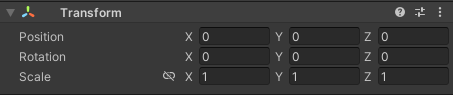 Transform
Position X 0 Y 0 Z 0
Rotation X 0 Y 0 Z 0
Scale X 1 Y 1 Z 1